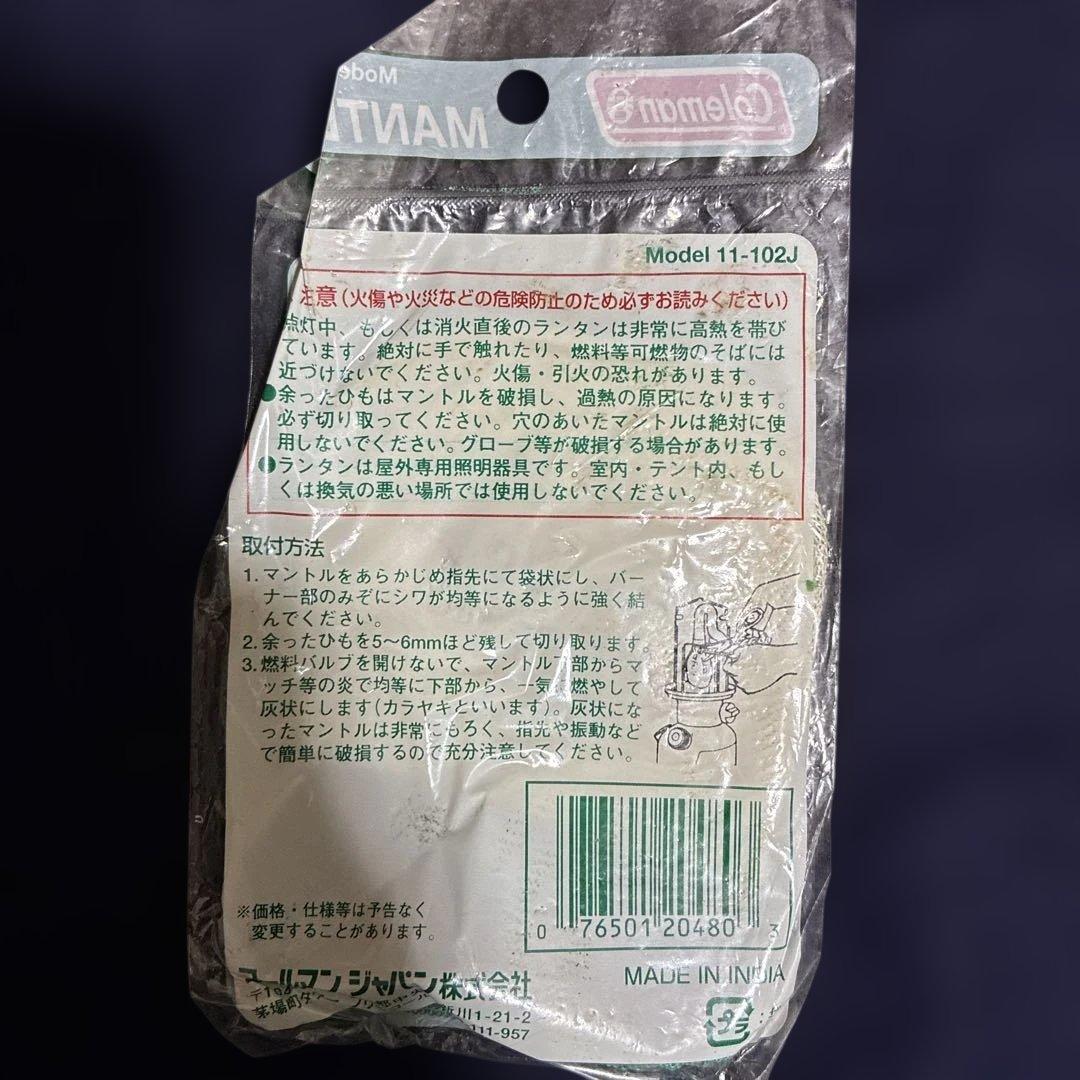 Coleman
MANT
Model 11-102J
注意（火傷や火災などの危険防止のため必ずお読みください）
点灯中、もしくは消火直後のランタンは非常に高熱を帯び
ています。絶対に手で触れたり、燃料等可燃物のそばには
近づけないでください。火傷・引火の恐れがあります。
●余ったひもはマントルを破損し、過熱の原因になります。
必ず切り取ってください。穴のあいたマントルは絶対に使
用しないでください。グローブ等が破損する場合があります。
●ランタンは屋外専用照明器具です。室内・テント内、もし
くは換気の悪い場所では使用しないでください。
取付方法
1. マントルをあらかじめ指先にて袋状にし、バー
ナー部のみぞにシワが均等になるように強く結
んでください。
2. 余ったひもを5〜6mmほど残して切り取ります。
3. 燃料バルブを開けないで、マントル下部からマ
ッチ等の炎で均等に下部から、一気に燃やして
灰状にします（カラヤキといいます）。灰状にな
ったマントルは非常にもろく、指先や振動などで
簡単に破損するので充分注意してください。
0 76501 20480 3
※価格・仕様等は予告なく
変更することがあります。
MADE IN INDIA
コールマン ジャパン株式会社
茅場町タワー
川1-21-2
11-957